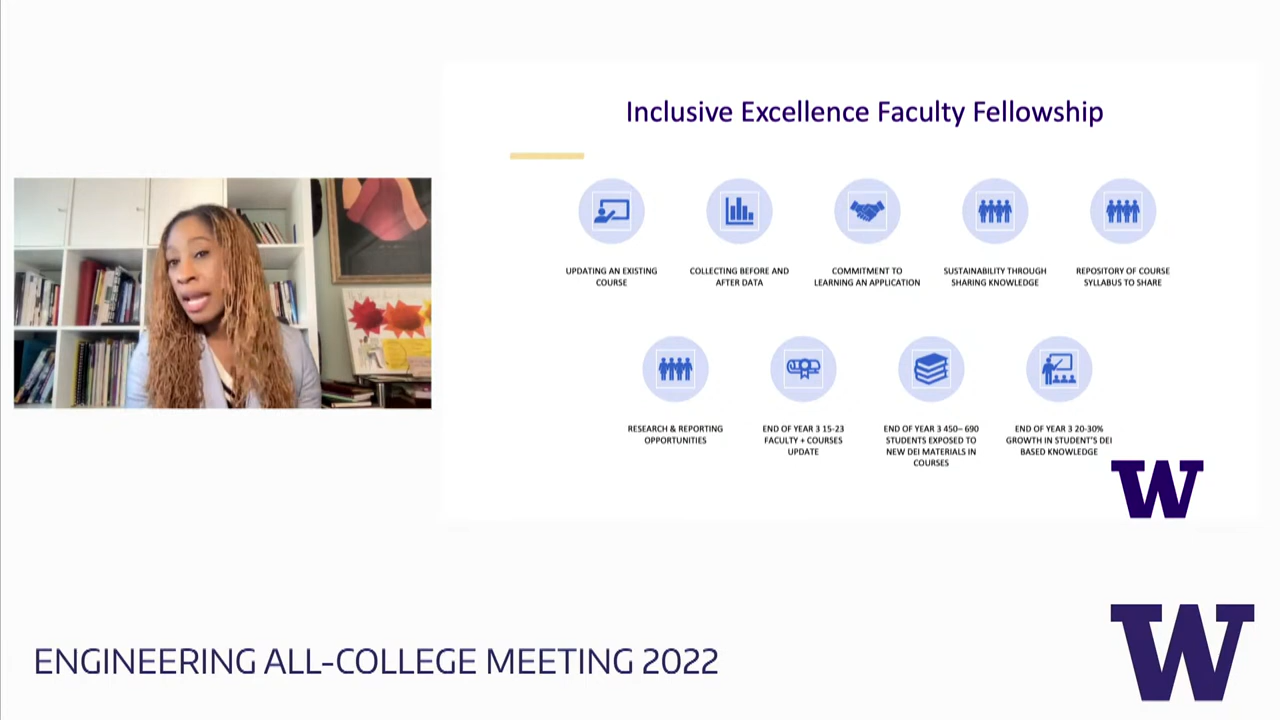 Inclusive Excellence Faculty Fellowship
UPDATING AN EXISTING
COURSE
COLLECTING BEFORE AND
AFTER DATA
COMMITMENT TO
LEARNING AN APPLICATION
SUSTAINABILITY THROUGH
SHARING KNOWLEDGE
REPOSITORY OF COURSE
SYLLABUS TO SHARE
RESEARCH & REPORTING
OPPORTUNITIES
END OF YEAR 3 15-23
FACULTY + COURSES
UPDATE
END OF YEAR 3 450– 690
STUDENTS EXPOSED TO
NEW DEI MATERIALS IN
COURSES
END OF YEAR 3 20-30%
GROWTH IN STUDENT'S DEI
BASED KNOWLEDGE
W
ENGINEERING ALL-COLLEGE MEETING 2022
W